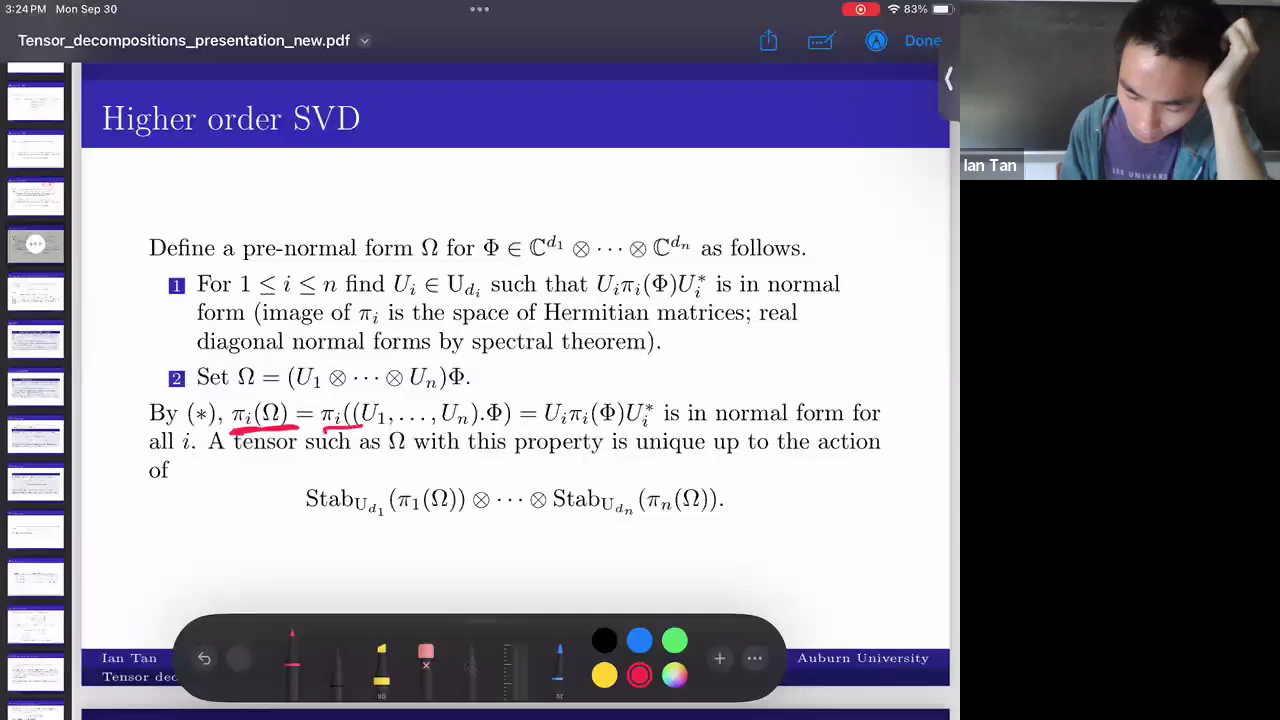 3:24 PM Mon Sep 30
83%
Tensor_decompositions_presentation_new.pdf
Done
Higher order SVD
Define a pre-normal form Ω for Φ ∈ ℂ^{d_1} ⊗ ··· ⊗ ℂ^{d_n} as follows.
1 For 1 ≤ i ≤ n find U_i ∈ U_{d_i} such that U_iπ_i(Φ)U_i^* is in normal
form (image of π_i is the space of Hermitian matrices; real
diagonal normal forms by spectral theorem).
2 Set Ω = (U_1 ⊗ ··· ⊗ U_n)Φ.
By (∗), π_i(Ω) = π_i((U_1, …, U_n).Φ) = U_iπ_i(Φ)U_i^* is in normal form for
all i. A tensor such as Ω with this property is unique up to the action
of
Stab_{U_{d_1}}(π_1(Ω)) ⊗ ··· ⊗ Stab_{U_{d_n}}(π_n(Ω)).
Ian Tan
Auburn University
Tensor
Ian Tan